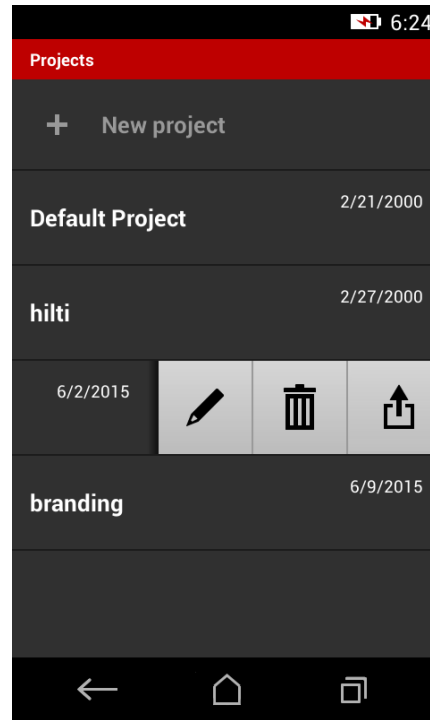 6:24
Projects
+ New project
2/21/2000
Default Project
2/27/2000
hilti
6/2/2015
6/9/2015
branding